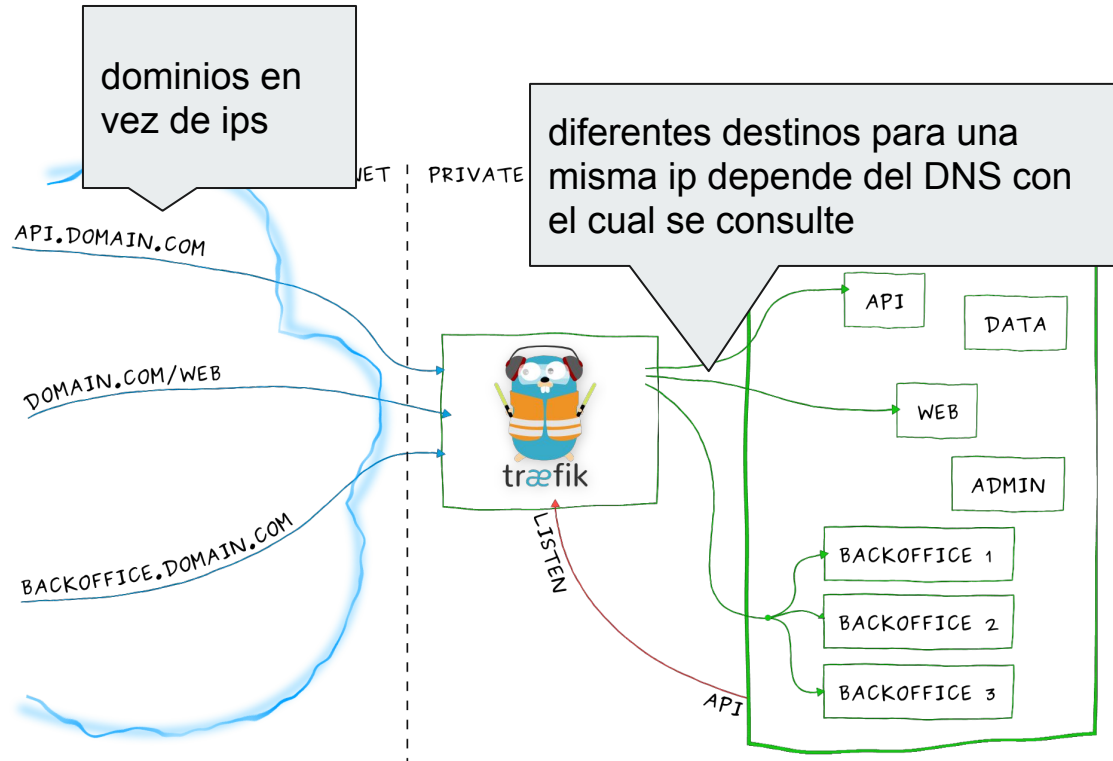 dominios en
vez de ips
diferentes destinos para una
misma ip depende del DNS con
el cual se consulte
NET
PRIVATE
API.DOMAIN.COM
DOMAIN.COM/WEB
BACKOFFICE.DOMAIN.COM
træfik
LISTEN
API
API
DATA
WEB
ADMIN
BACKOFFICE 1
BACKOFFICE 2
BACKOFFICE 3